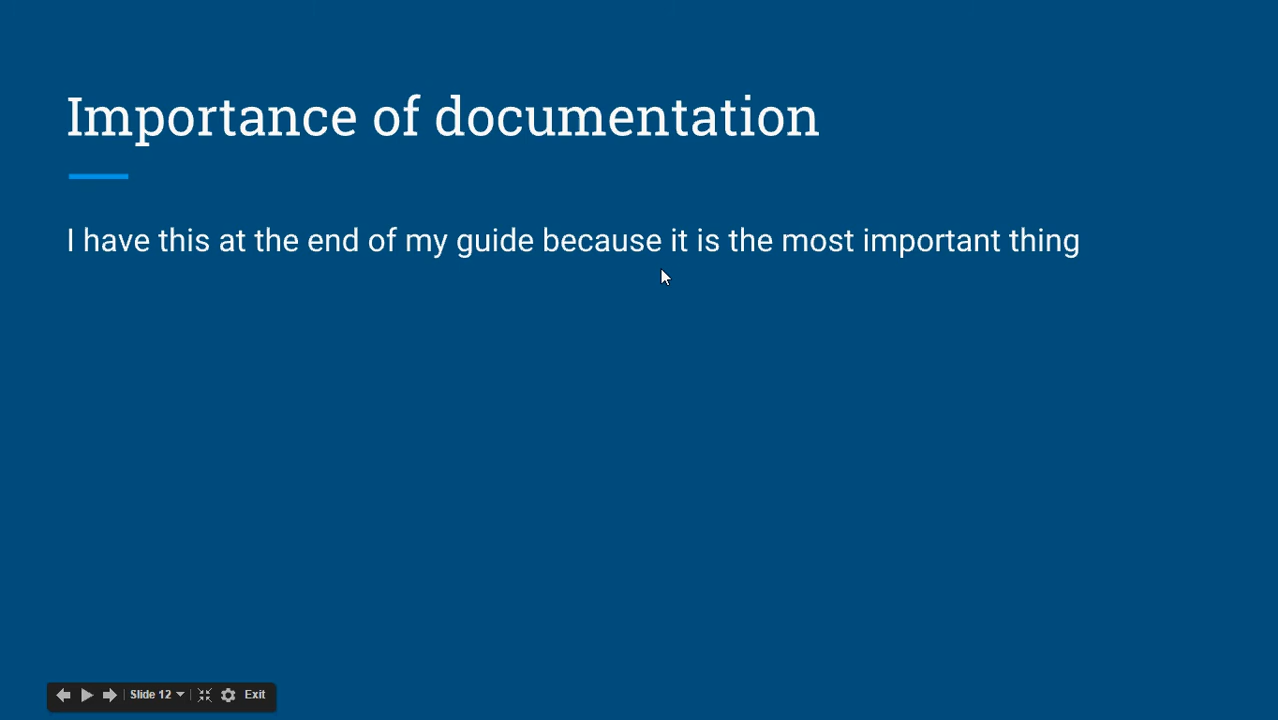 Importance of documentation
I have this at the end of my guide because it is the most important thing
Slide 12
Exit